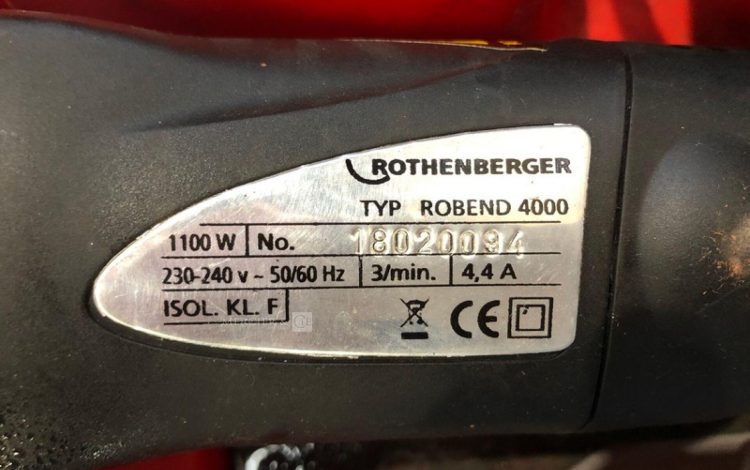 ROTHENBERGER
TYP ROBEND 4000
1100 W No. 18020094
230-240 v ~ 50/60 Hz 3/min. 4,4 A
ISOL. KL. F
CE